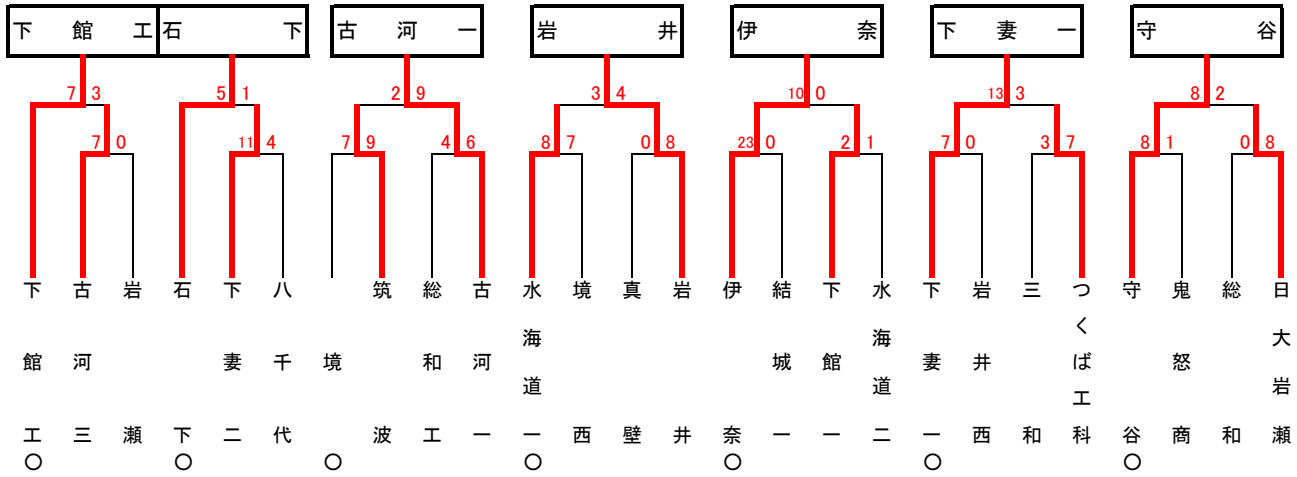 下館工 石下 古河一 岩井 伊奈 下妻一 守谷
7 3 5 1 2 9 3 4 10 0 13 3 8 2
7 0 11 4 7 9 4 6 8 7 0 8 23 0 2 1 7 0 3 7 8 1 0 8
下館工
古河三
岩瀬
石下
下妻二
八千代
境
筑波
総和工
古河一
水海道一
境西
真壁
岩井
伊奈
結城一
下館一
水海道二
下妻一
岩井西
三和
つくば工科
守谷
鬼怒商
総和
日大岩瀬
○ ○ ○ ○ ○ ○ ○